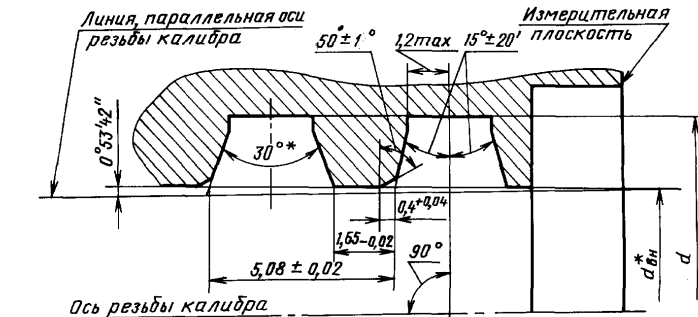 Линия, параллельная оси
резьбы калибра
Измерительная
плоскость
50°±1°
1,2max
15°±20'
0°53'42"
30°*
0,4+0,04
1,65-0,02
5,08±0,02
90°
d*вн
d
Ось резьбы калибра